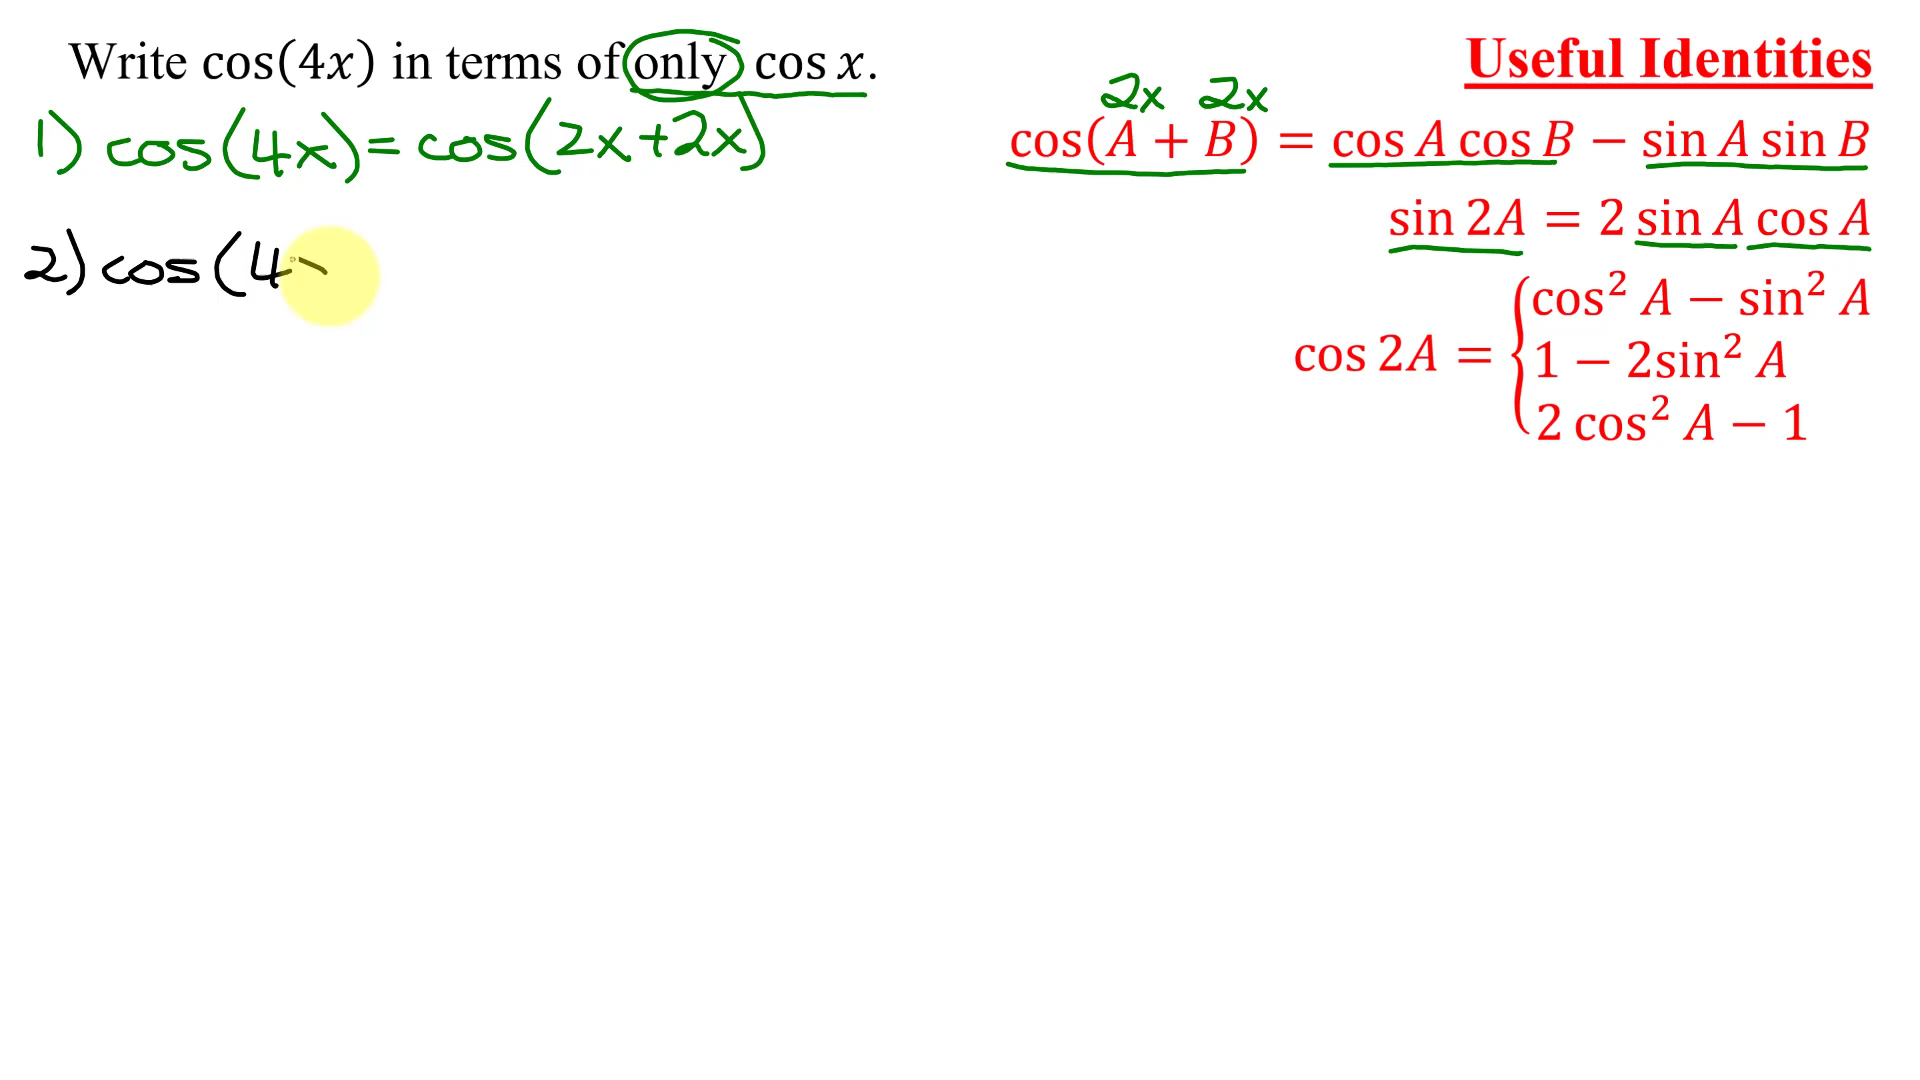 Write cos(4x) in terms of only cos x.
1) cos(4x) = cos(2x+2x)
2) cos(4
Useful Identities
2x 2x
cos(A + B) = cos A cos B − sin A sin B
sin 2A = 2 sin A cos A
cos² A − sin² A
cos 2A = { 1 − 2sin² A
2 cos² A − 1